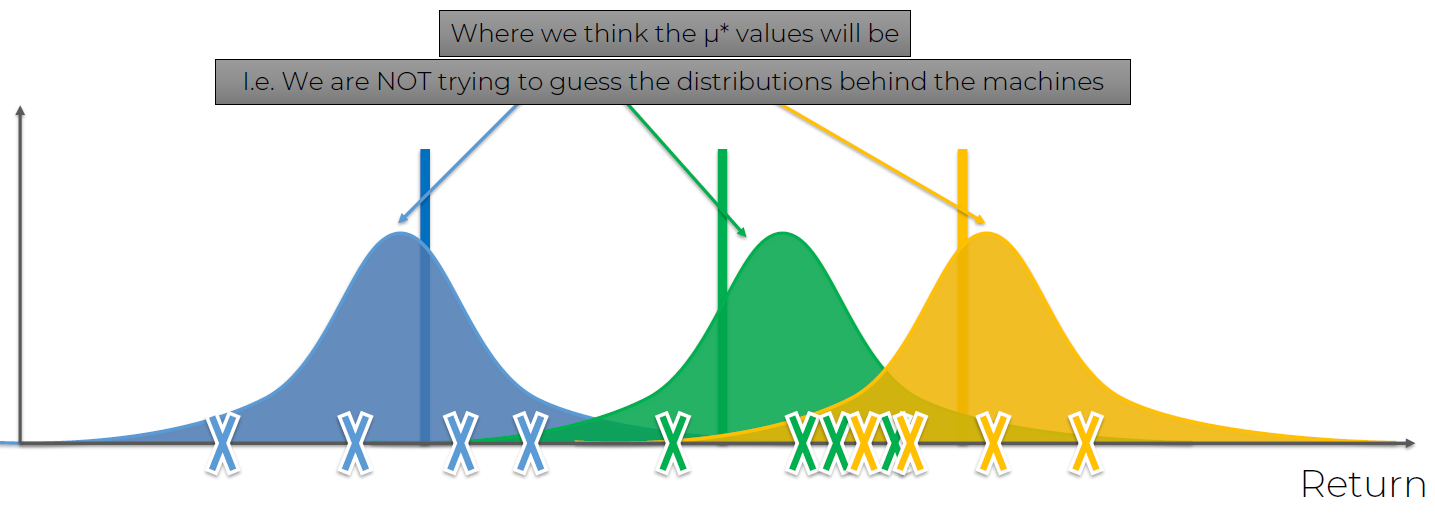 Where we think the μ* values will be
I.e. We are NOT trying to guess the distributions behind the machines
Return